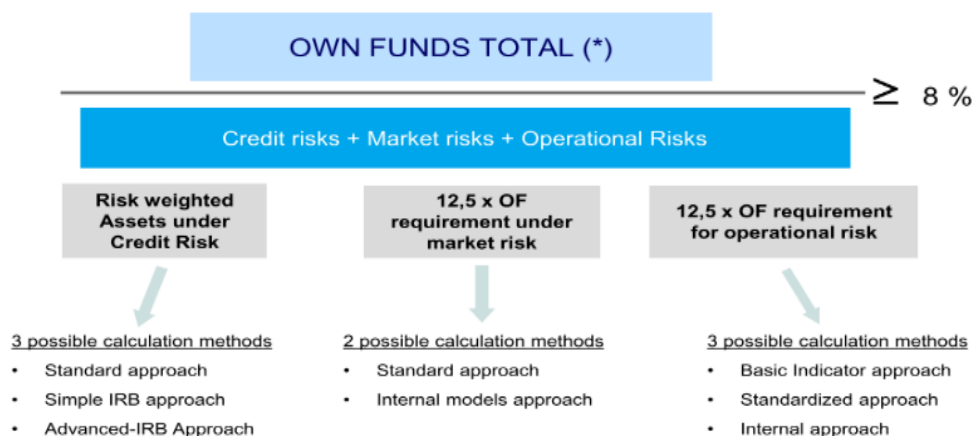 OWN FUNDS TOTAL (*)
≥ 8 %
Credit risks + Market risks + Operational Risks
Risk weighted
Assets under
Credit Risk
12,5 x OF
requirement under
market risk
12,5 x OF requirement
for operational risk
3 possible calculation methods
• Standard approach
• Simple IRB approach
• Advanced-IRB Approach
2 possible calculation methods
• Standard approach
• Internal models approach
3 possible calculation methods
• Basic Indicator approach
• Standardized approach
• Internal approach